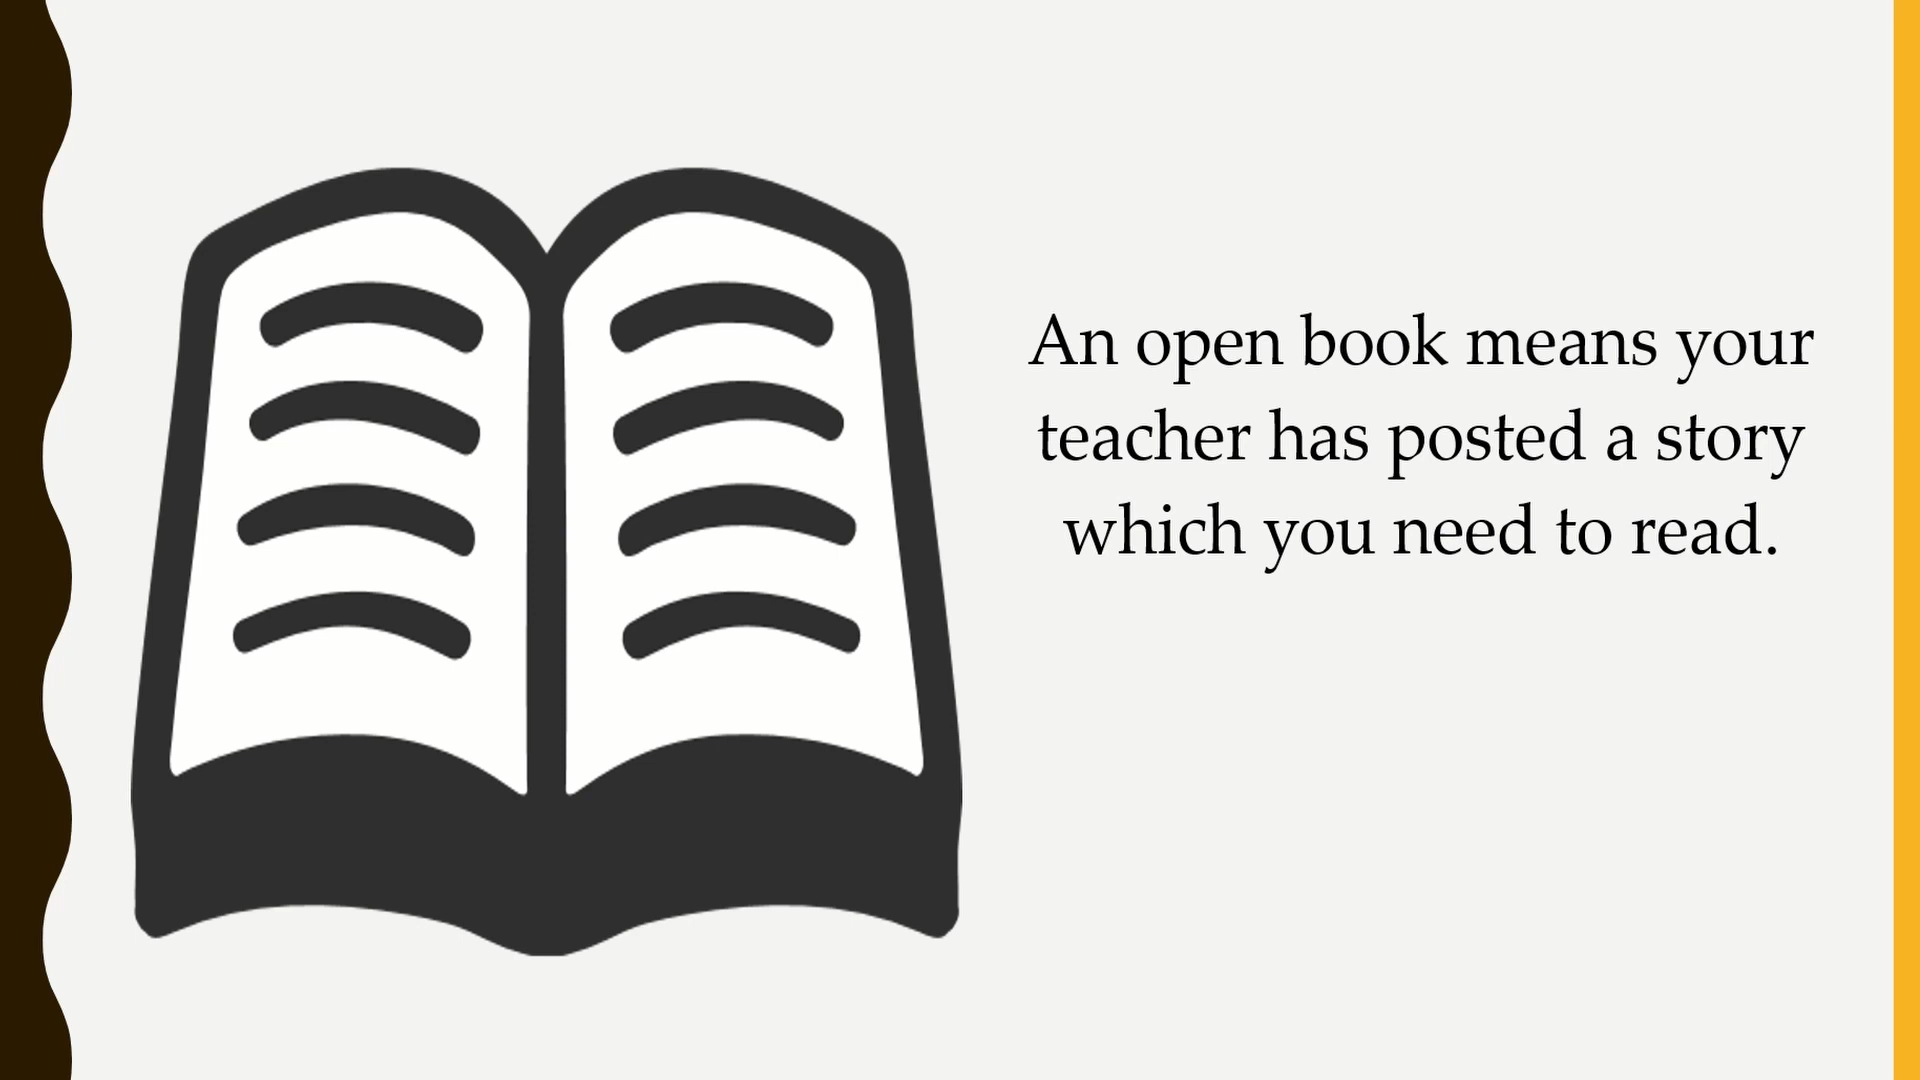 An open book means your
teacher has posted a story
which you need to read.